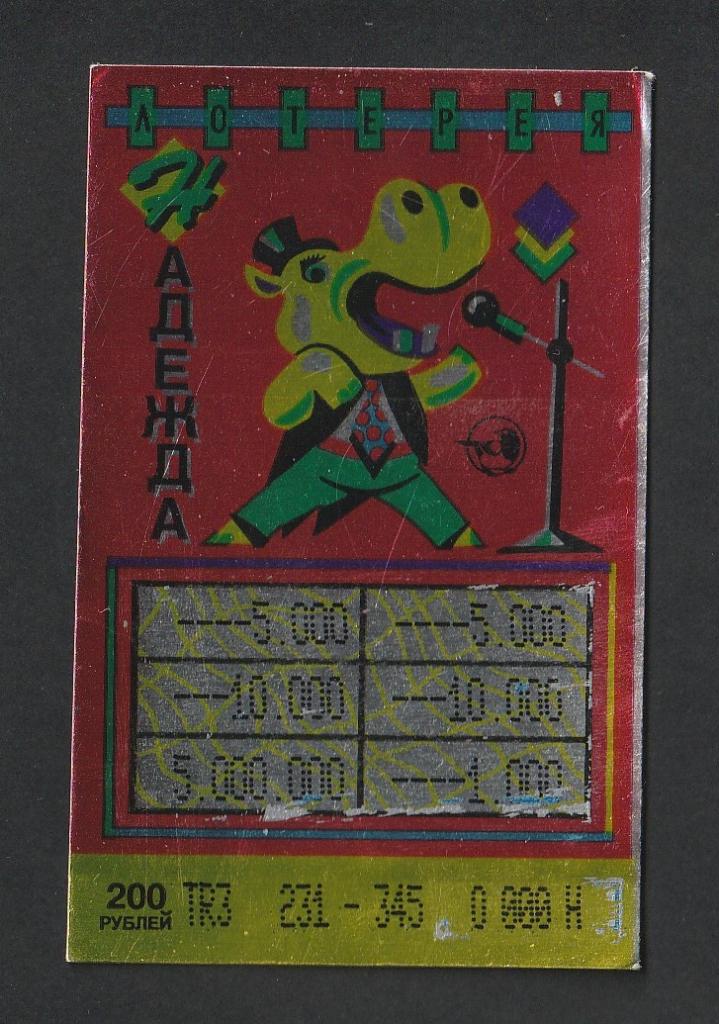 ЛОТЕРЕЯ
НАДЕЖДА
----5.000 ----5.000
---10.000 ---10.000
5.000.000 ----1.000
200 РУБЛЕЙ TR3 231 - 345 0 000 H